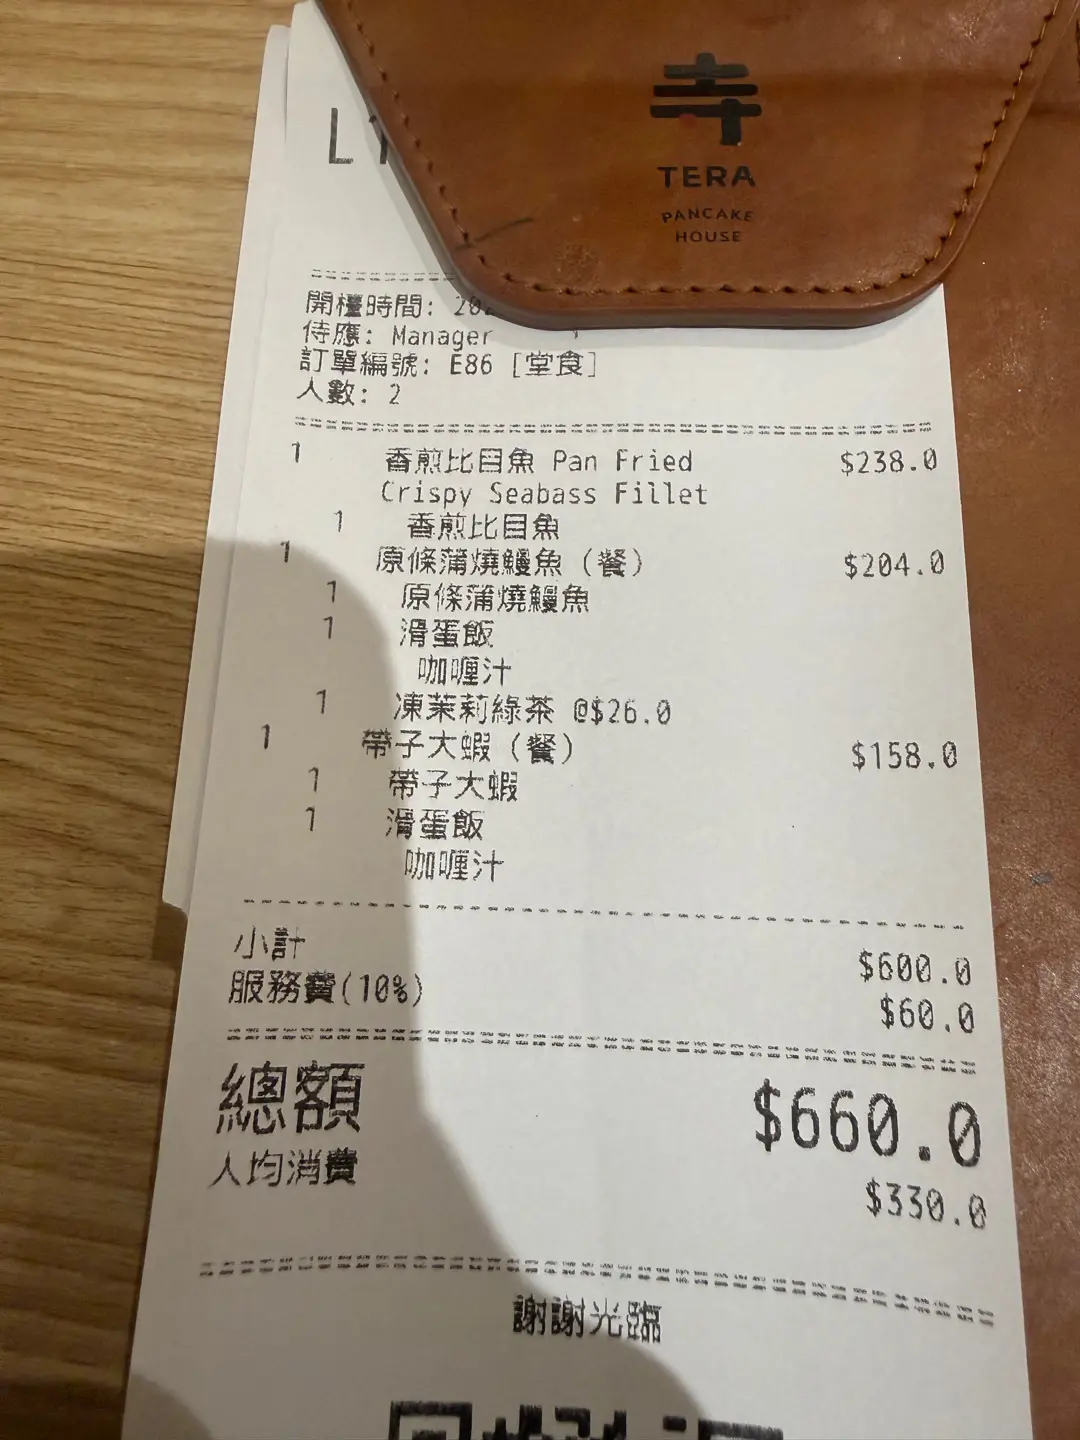 寺
TERA
PANCAKE
HOUSE
開檯時間: 202
侍應: Manager
訂單編號: E86 [堂食]
人數: 2
1 香煎比目魚 Pan Fried $238.0
Crispy Seabass Fillet
1 香煎比目魚
1 原條蒲燒鰻魚 (餐) $204.0
1 原條蒲燒鰻魚
1 滑蛋飯
咖喱汁
1 凍茉莉綠茶 @$26.0
1 帶子大蝦 (餐) $158.0
1 帶子大蝦
1 滑蛋飯
咖喱汁
小計 $600.0
服務費(10%) $60.0
總額 $660.0
人均消費 $330.0
謝謝光臨